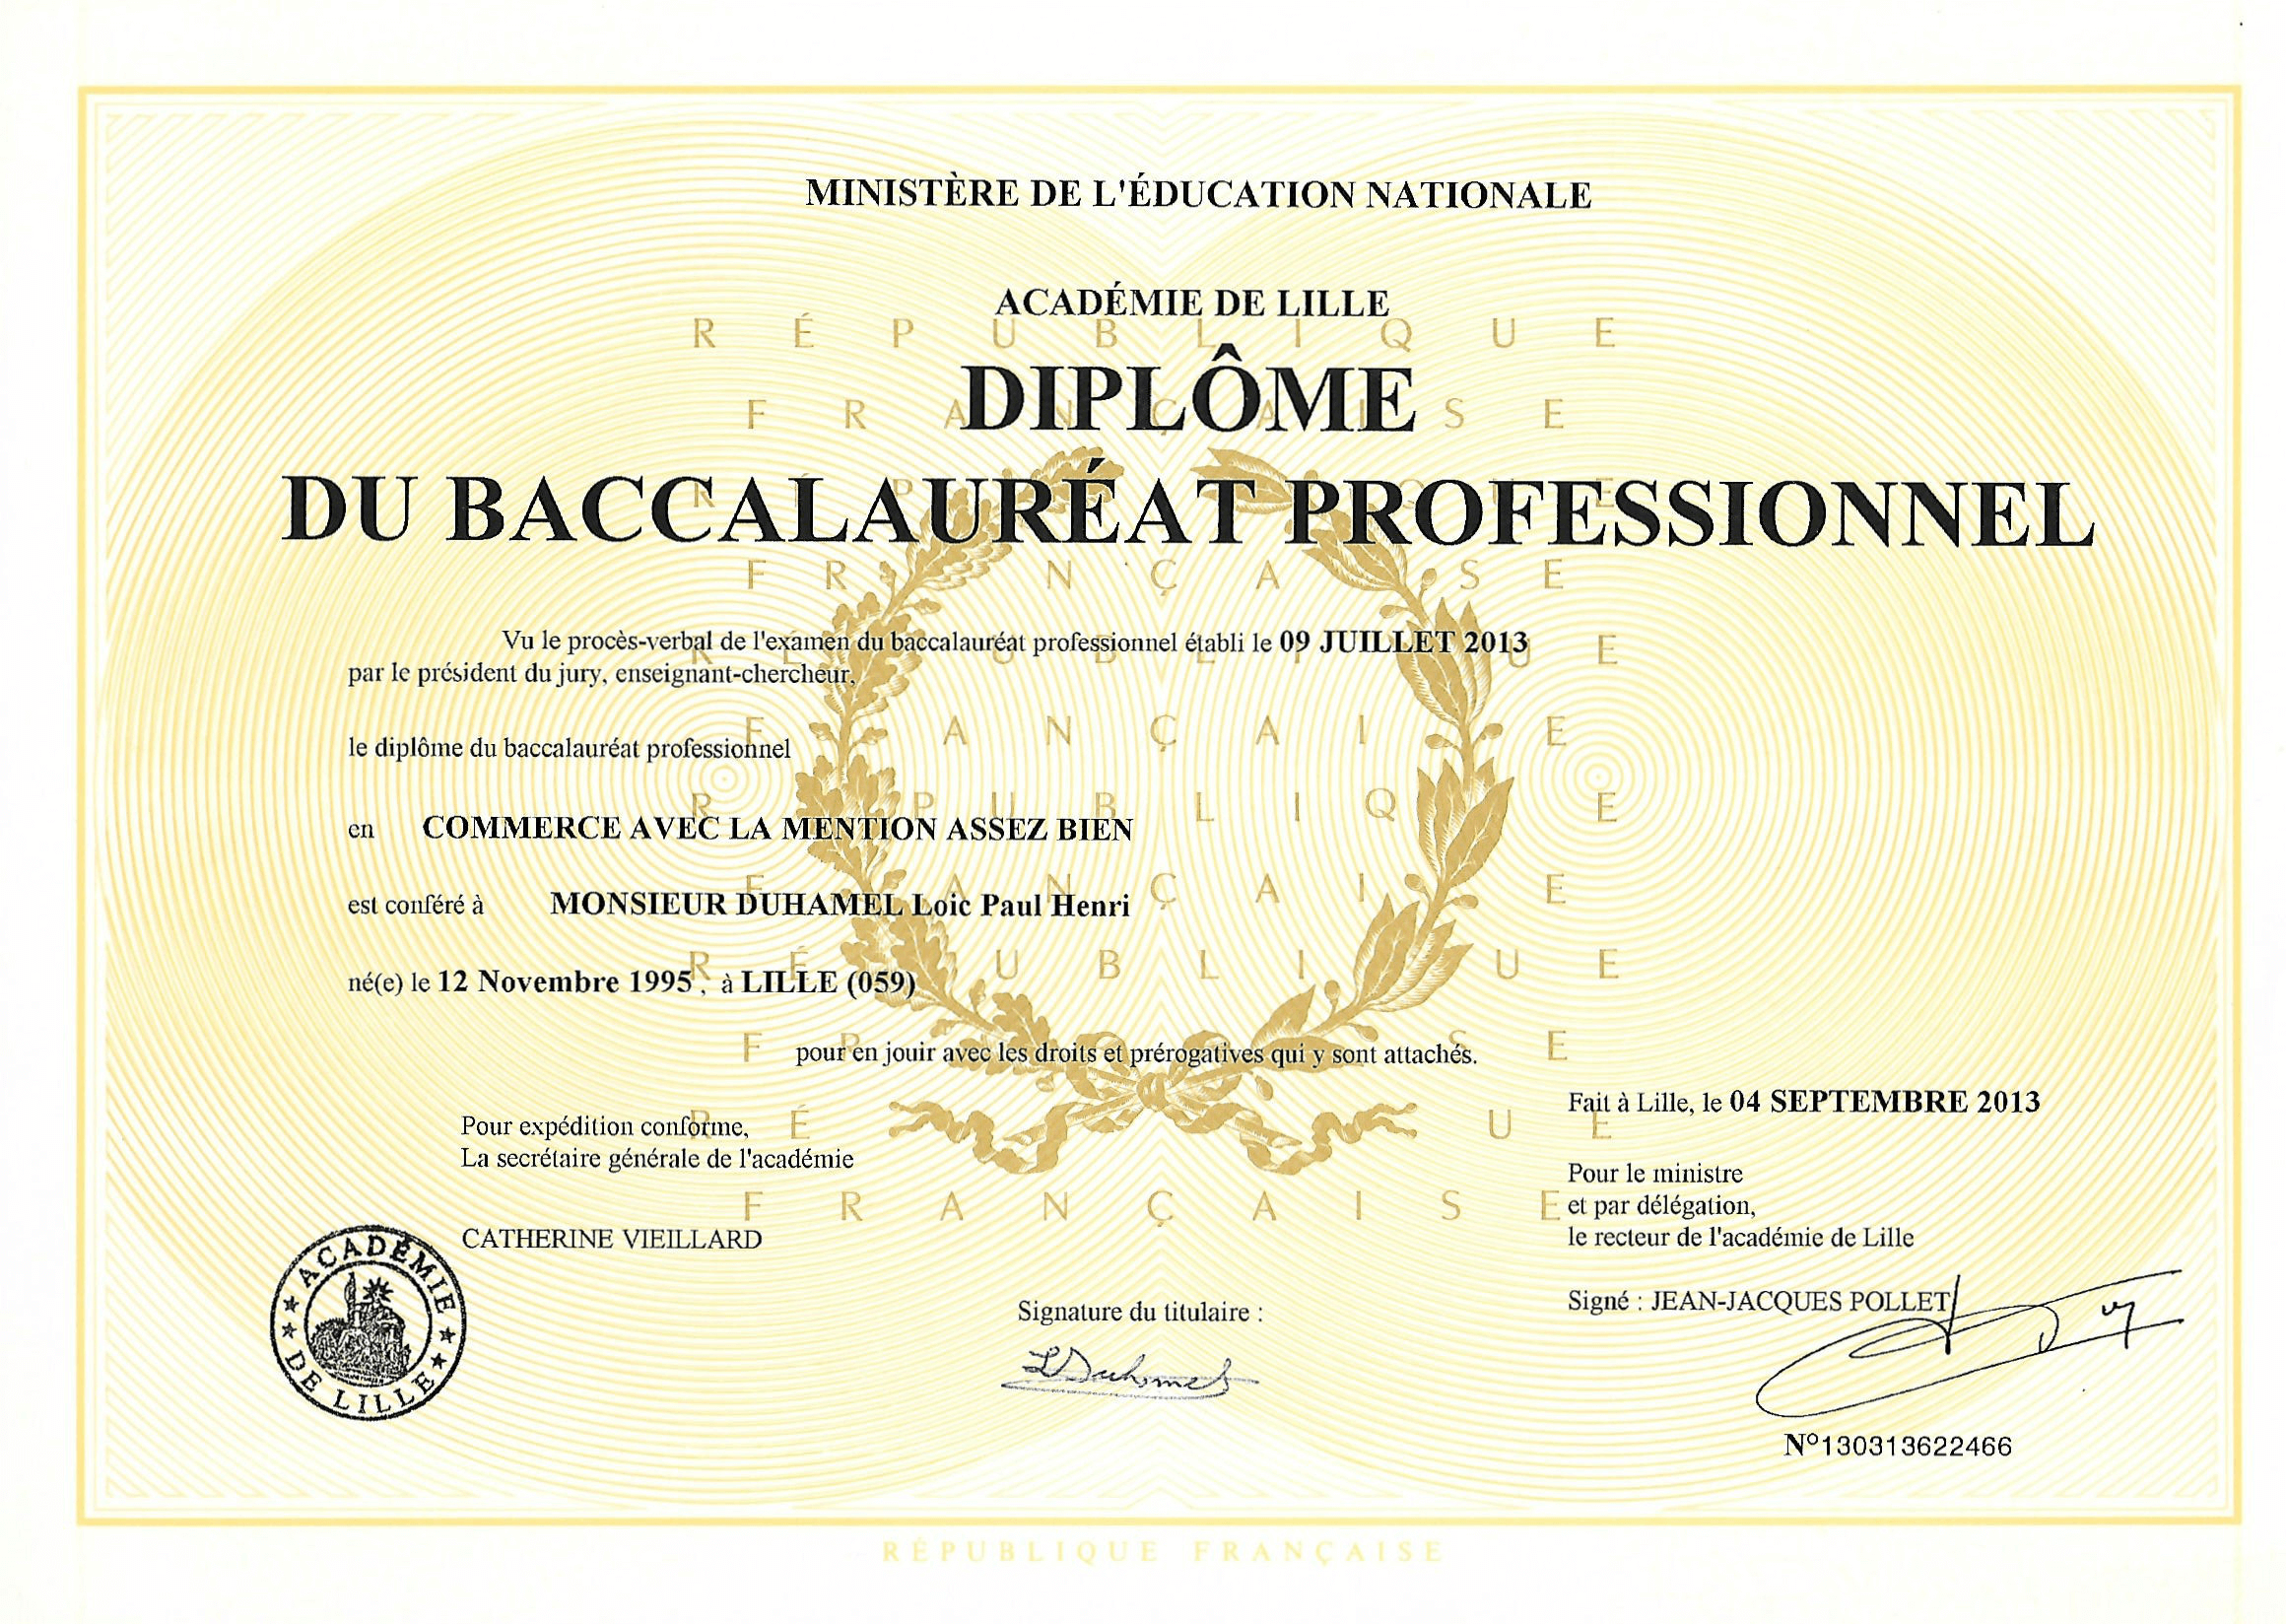 MINISTÈRE DE L'ÉDUCATION NATIONALE
ACADÉMIE DE LILLE
RÉPUBLIQUE
DIPLÔME
FRANÇAISE
DU BACCALAURÉAT PROFESSIONNEL
Vu le procès-verbal de l'examen du baccalauréat professionnel établi le 09 JUILLET 2013
par le président du jury, enseignant-chercheur,
le diplôme du baccalauréat professionnel
en COMMERCE AVEC LA MENTION ASSEZ BIEN
est conféré à MONSIEUR DUHAMEL Loic Paul Henri
né(e) le 12 Novembre 1995, à LILLE (059)
pour en jouir avec les droits et prérogatives qui y sont attachés.
Fait à Lille, le 04 SEPTEMBRE 2013
Pour expédition conforme,
La secrétaire générale de l'académie
Pour le ministre
et par délégation,
le recteur de l'académie de Lille
FRANÇAISE
CATHERINE VIEILLARD
ACADÉMIE DE LILLE
Signé : JEAN-JACQUES POLLET
Signature du titulaire :
LDuhamel
N°130313622466
RÉPUBLIQUE FRANÇAISE